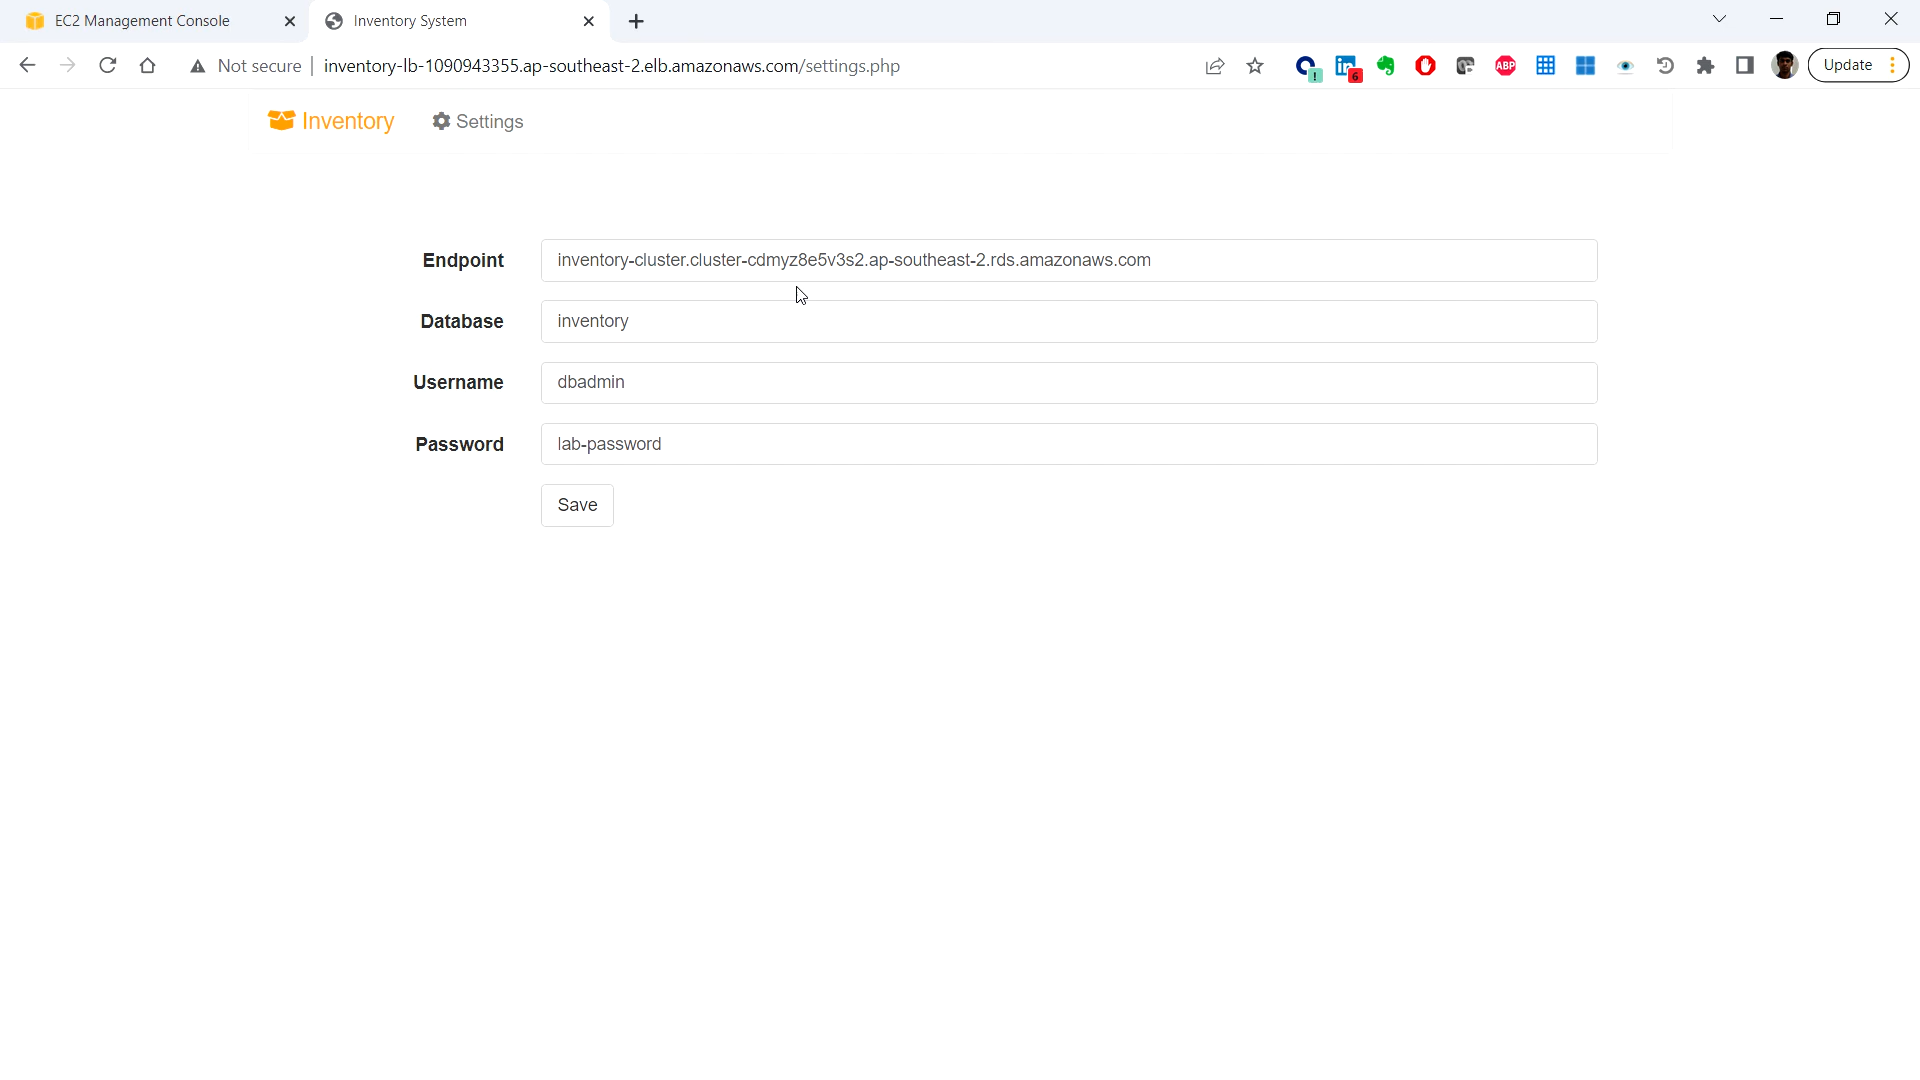 EC2 Management Console
Inventory System
Not secure
inventory-lb-1090943355.ap-southeast-2.elb.amazonaws.com/settings.php
!
6
ABP
Update
Inventory
Settings
Endpoint
inventory-cluster.cluster-cdmyz8e5v3s2.ap-southeast-2.rds.amazonaws.com
Database
inventory
Username
dbadmin
Password
lab-password
Save